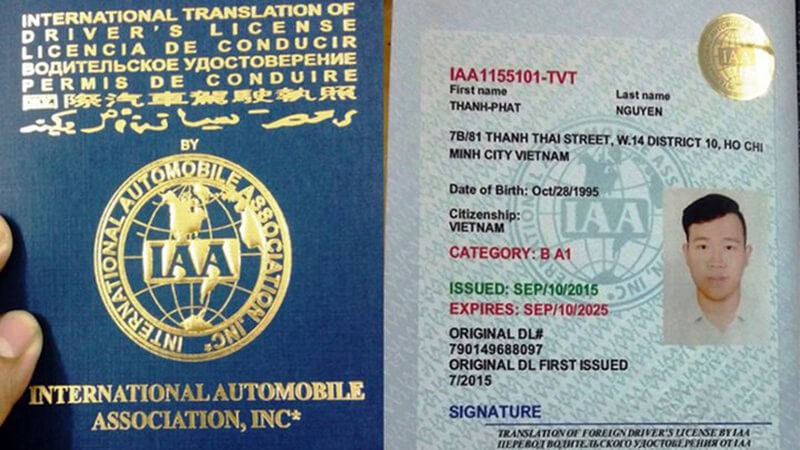 INTERNATIONAL TRANSLATION OF
DRIVER'S LICENSE
LICENCIA DE CONDUCIR
ВОДИТЕЛЬСКОЕ УДОСТОВЕРЕНИЕ
PERMIS DE CONDUIRE
際汽車駕駛執照
BY
INTERNATIONAL AUTOMOBILE ASSOCIATION, INC*
IAA
INTERNATIONAL AUTOMOBILE
ASSOCIATION, INC*
IAA
IAA1155101-TVT
First name
Last name
THANH-PHAT
NGUYEN
7B/81 THANH THAI STREET, W.14 DISTRICT 10, HO CHI
MINH CITY VIETNAM
Date of Birth: Oct/28/1995
Citizenship:
VIETNAM
IAA
CATEGORY: B A1
ISSUED: SEP/10/2015
EXPIRES: SEP/10/2025
ORIGINAL DL#
790149688097
ORIGINAL DL FIRST ISSUED
7/2015
SIGNATURE
TRANSLATION OF FOREIGN DRIVER'S LICENSE BY IAA
ПЕРЕВОД ВОДИТЕЛЬСКОГО УДОСТОВЕРЕНИЯ ОТ IAA